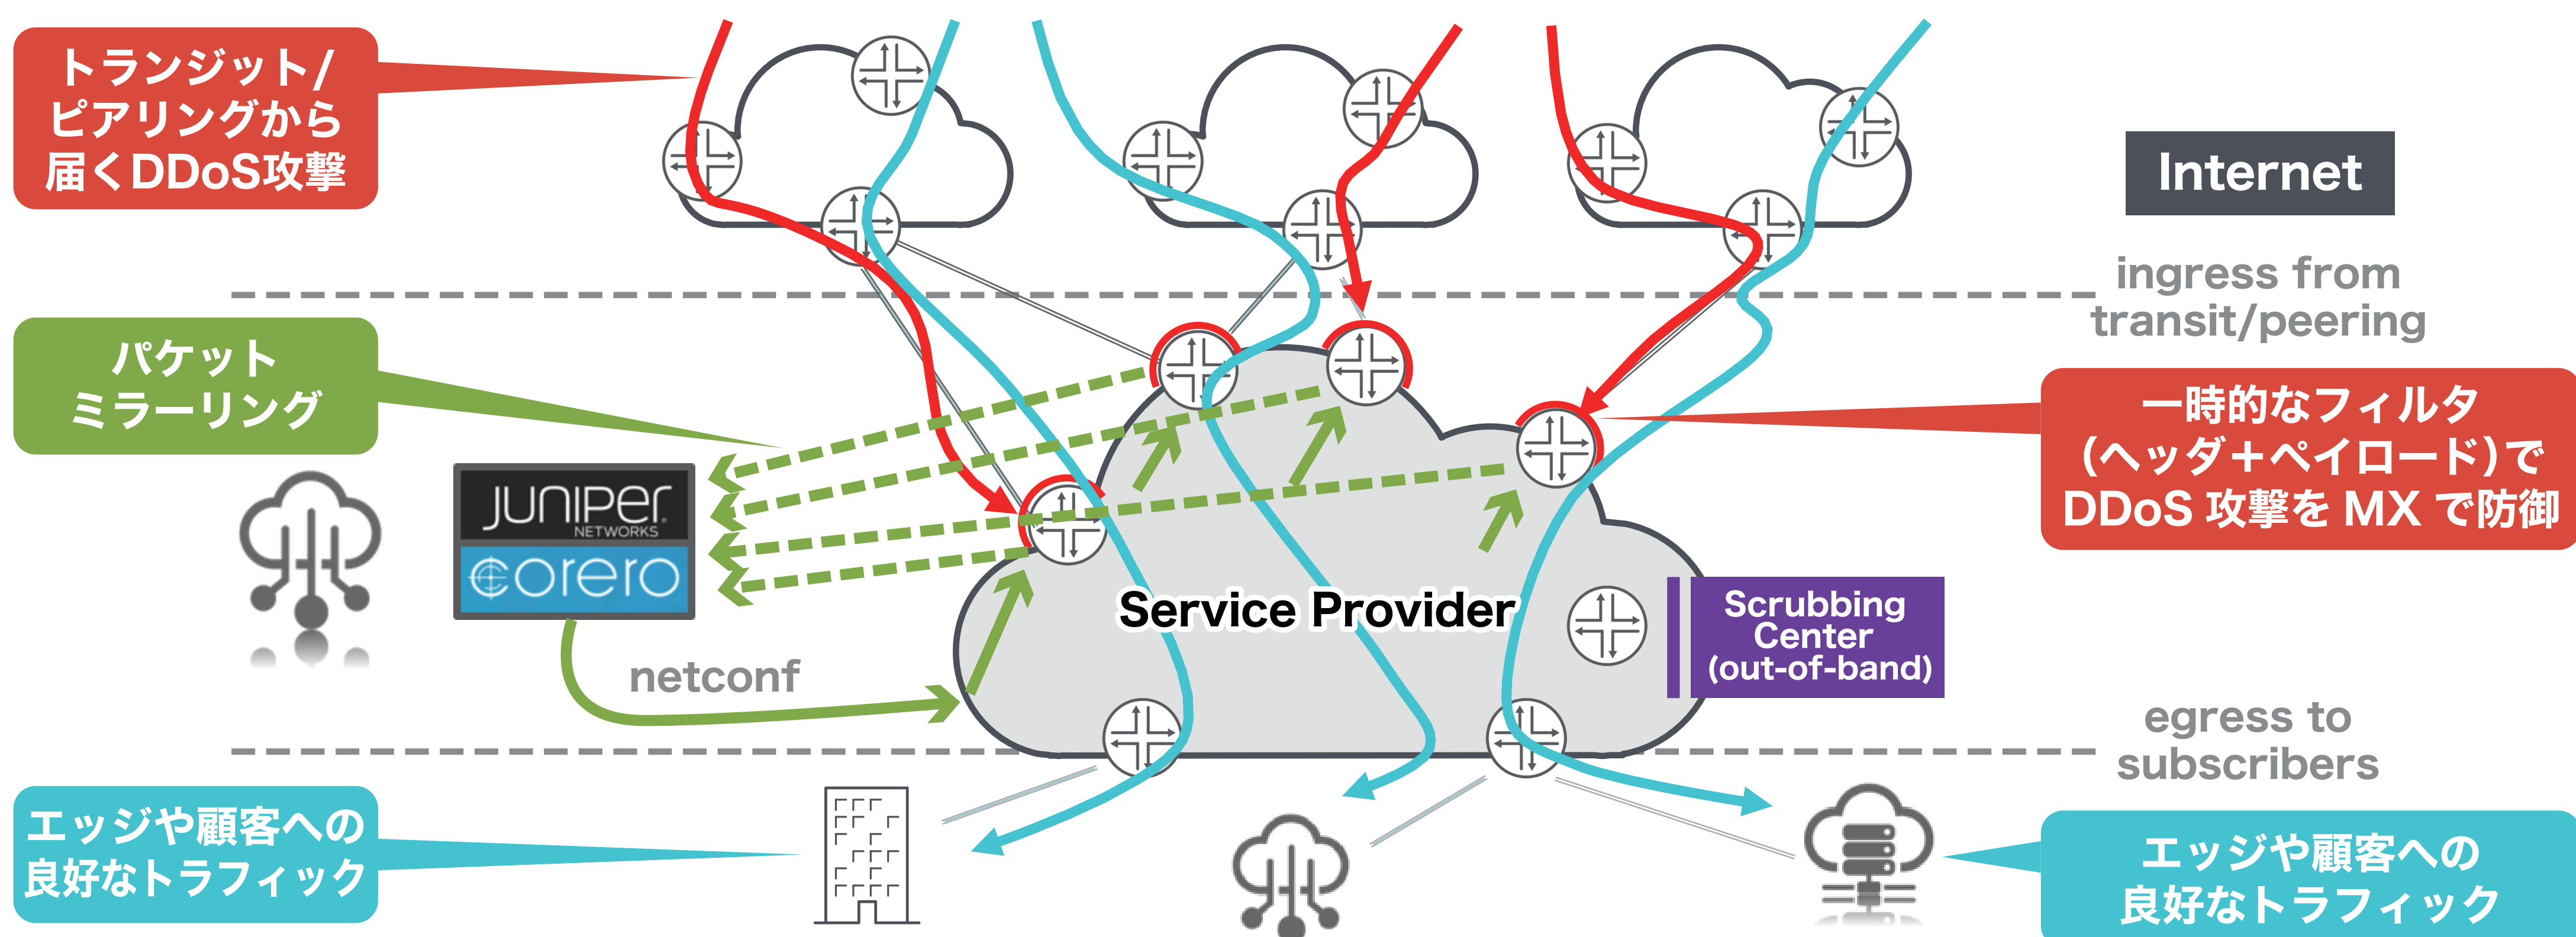 トランジット/
ピアリングから
届くDDoS攻撃
Internet
ingress from
transit/peering
パケット
ミラーリング
一時的なフィルタ
（ヘッダ＋ペイロード）で
DDoS 攻撃を MX で防御
JUNIPER
NETWORKS
corero
Service Provider
Scrubbing
Center
(out-of-band)
netconf
egress to
subscribers
エッジや顧客への
良好なトラフィック
エッジや顧客への
良好なトラフィック